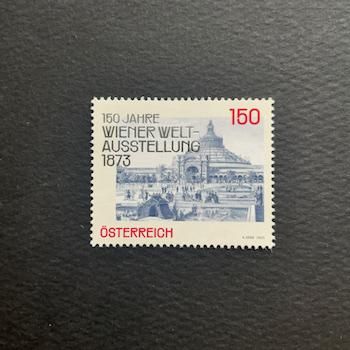 150 JAHRE
WIENER WELT-
AUSSTELLUNG
1873
150
ÖSTERREICH